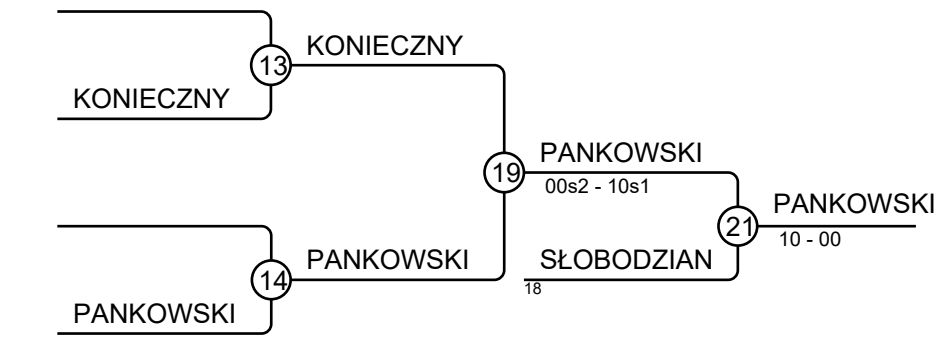 KONIECZNY
13
KONIECZNY
PANKOWSKI
19
00s2 - 10s1
PANKOWSKI
21
10 - 00
PANKOWSKI
14
SŁOBODZIAN
18
PANKOWSKI